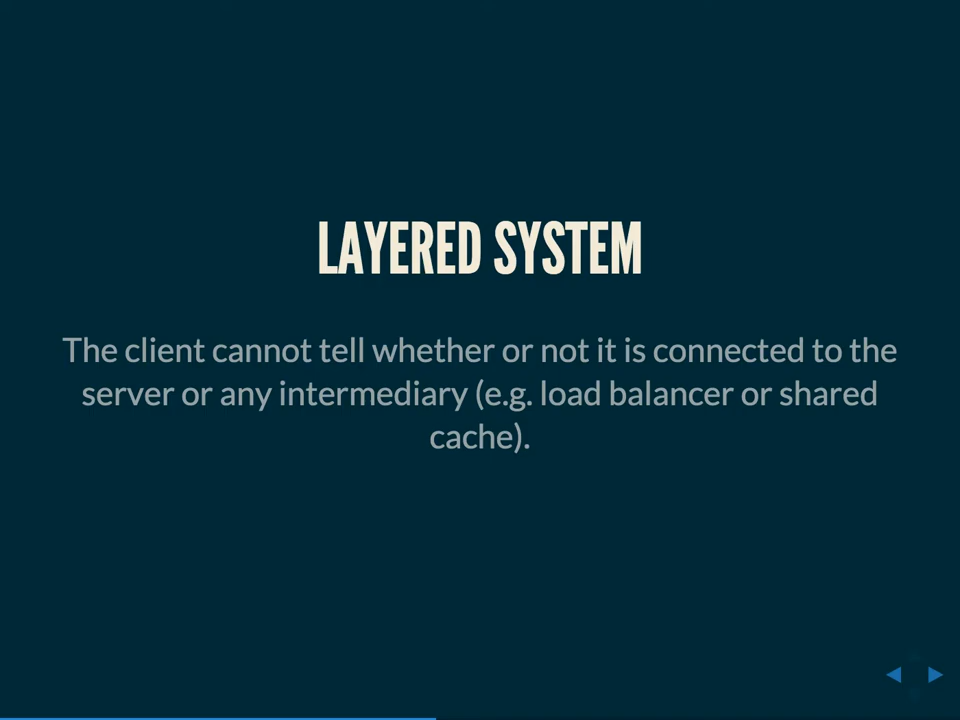 LAYERED SYSTEM
The client cannot tell whether or not it is connected to the
server or any intermediary (e.g. load balancer or shared
cache).